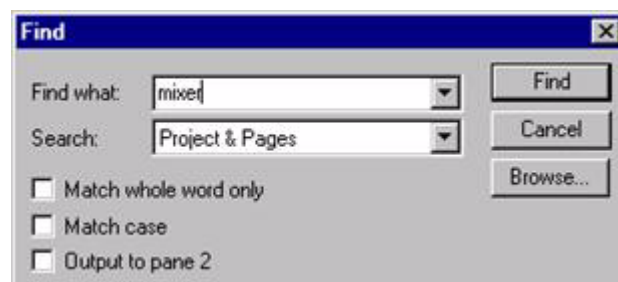 Find
Find what: mixer Find
Search: Project & Pages Cancel
Browse...
Match whole word only
Match case
Output to pane 2